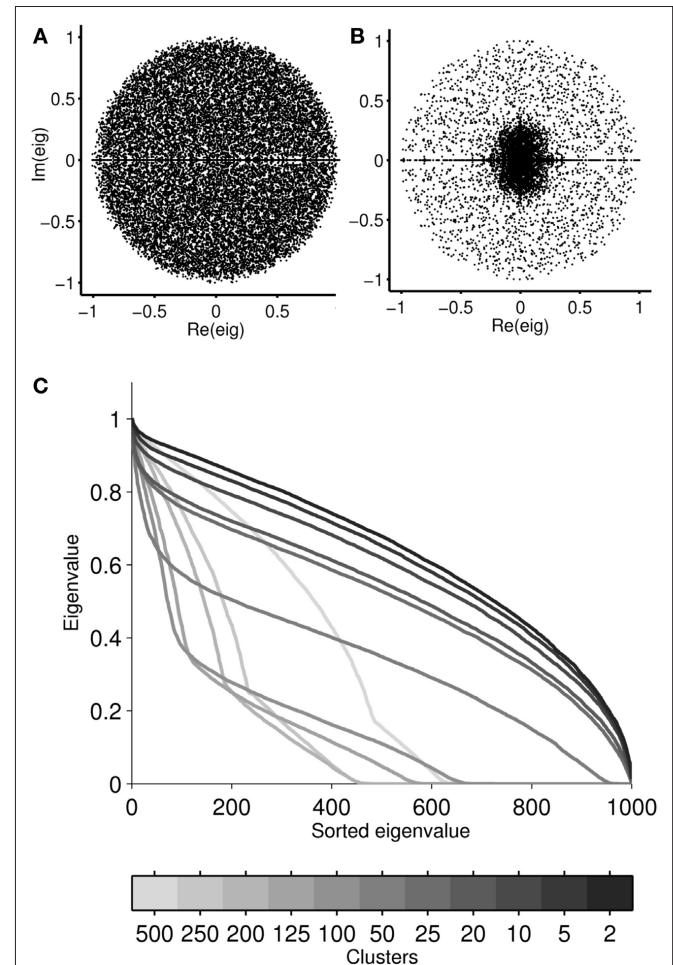 A
B
1
0.5
0
−0.5
−1
Im(eig)
−1 −0.5 0 0.5
Re(eig)
1
0.5
0
−0.5
−1
−1 −0.5 0 0.5 1
Re(eig)
C
1
0.8
0.6
0.4
0.2
0
Eigenvalue
0 200 400 600 800 1000
Sorted eigenvalue
500 250 200 125 100 50 25 20 10 5 2
Clusters